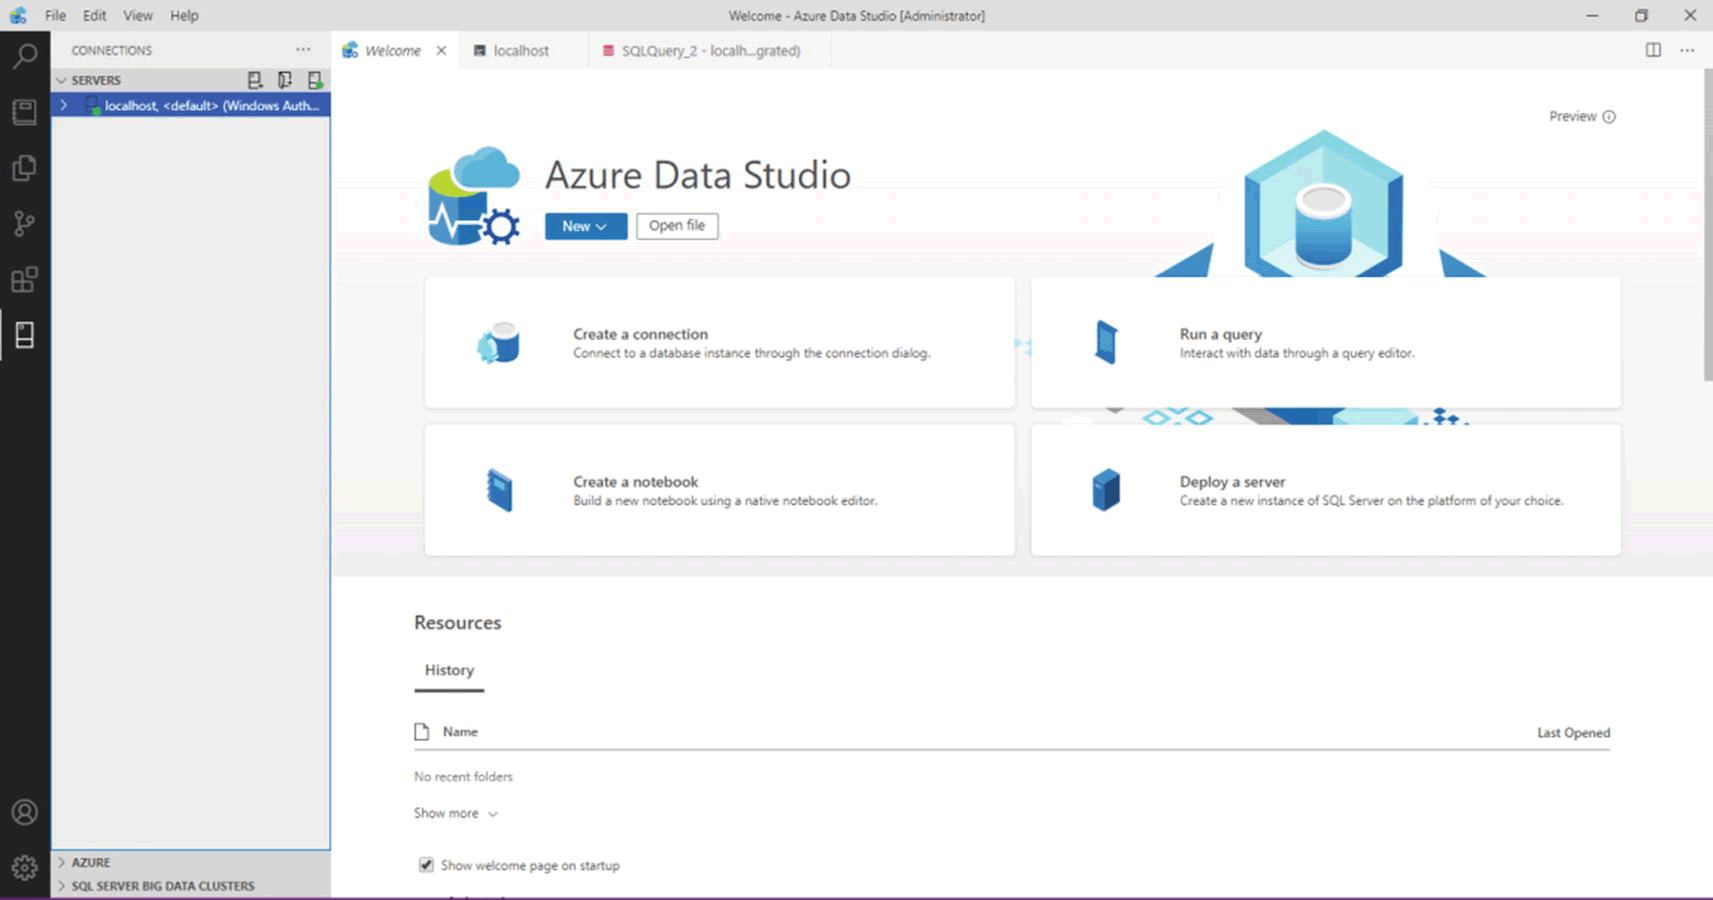 File Edit View Help
Welcome - Azure Data Studio [Administrator]
CONNECTIONS
Welcome
localhost
SQLQuery_2 - localh...grated)
SERVERS
localhost, <default> (Windows Auth...
Preview
Azure Data Studio
New
Open file
Create a connection
Connect to a database instance through the connection dialog.
Run a query
Interact with data through a query editor.
Create a notebook
Build a new notebook using a native notebook editor.
Deploy a server
Create a new instance of SQL Server on the platform of your choice.
Resources
History
Name
Last Opened
No recent folders
Show more
Show welcome page on startup
AZURE
SQL SERVER BIG DATA CLUSTERS